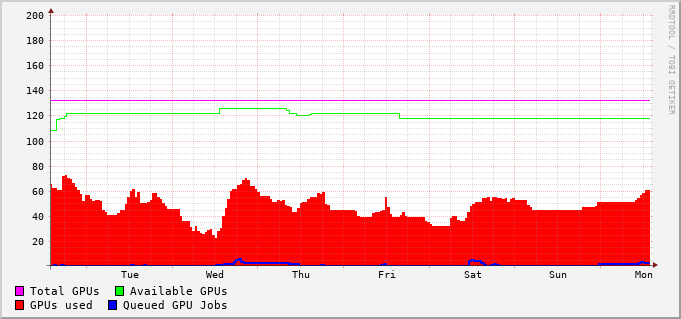 200
180
160
140
120
100
80
60
40
20
Tue Wed Thu Fri Sat Sun Mon
Total GPUs Available GPUs
GPUs used Queued GPU Jobs
RRDTOOL / TOBI OETIKER